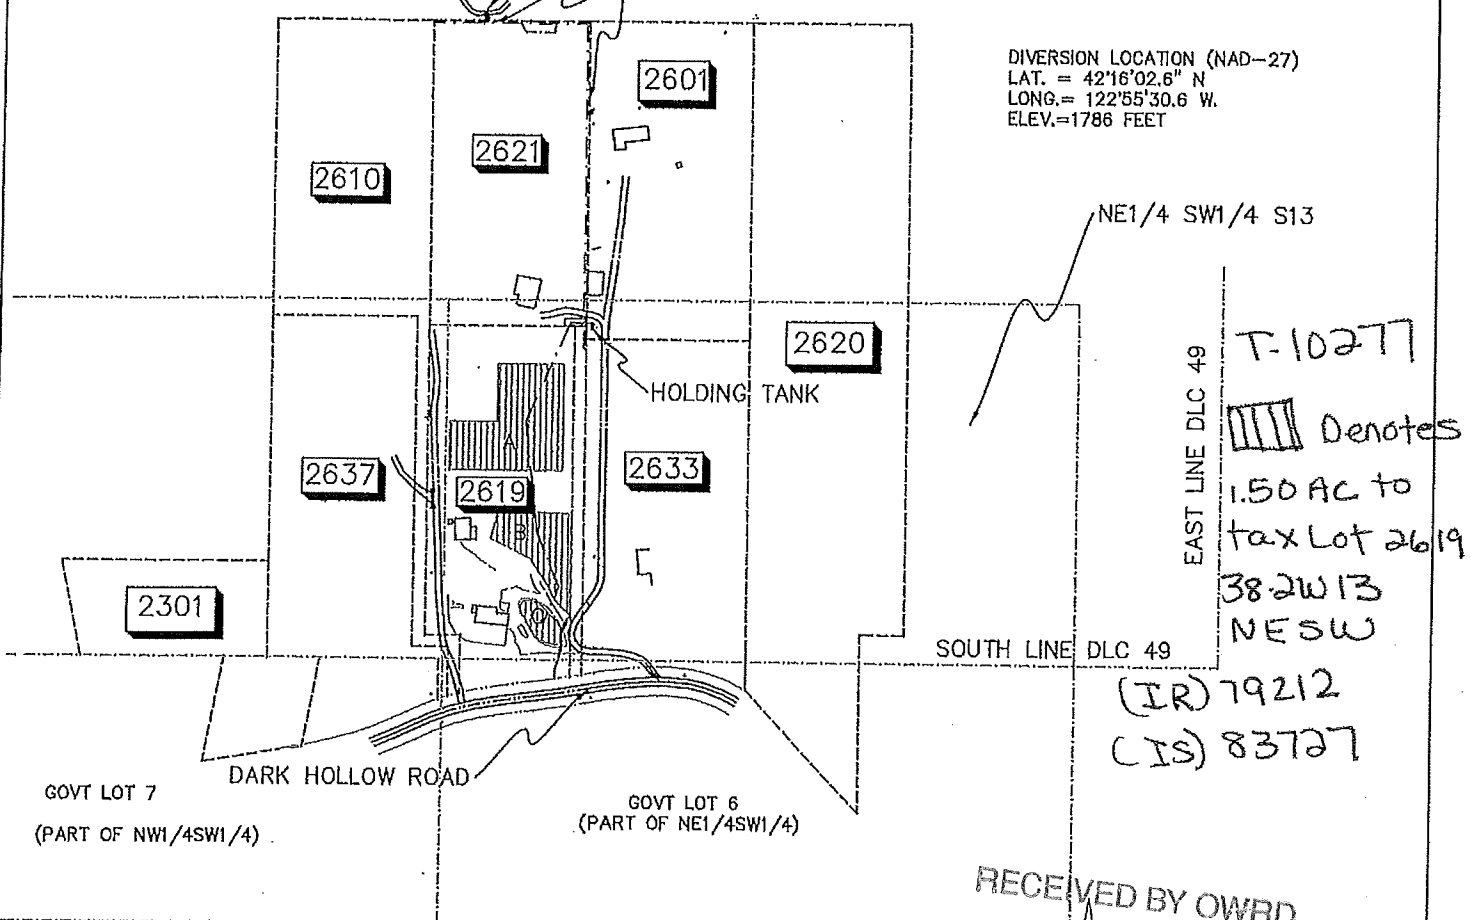 DIVERSION LOCATION (NAD-27)
LAT. = 42'16'02.6" N
LONG.= 122'55'30.6 W.
ELEV.=1786 FEET
2601
2621
2610
NE1/4 SW1/4 S13
2620
HOLDING TANK
EAST LINE DLC 49
T-10277
Denotes
1.50 AC to
tax Lot 2619
38-2W13
NESW
(IR) 79212
(IS) 83727
A
2637
2619
2633
B
2301
C
SOUTH LINE DLC 49
DARK HOLLOW ROAD
GOVT LOT 7
(PART OF NW1/4SW1/4)
GOVT LOT 6
(PART OF NE1/4SW1/4)
RECEIVED BY OWRD